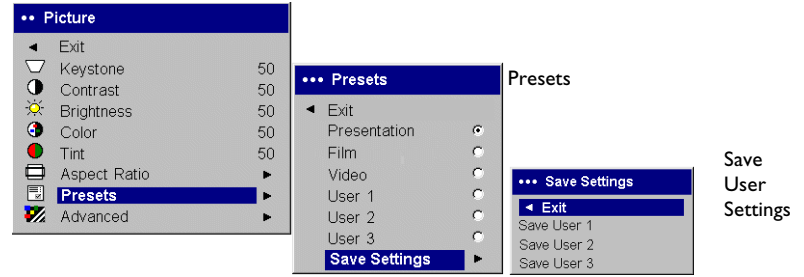 •• Picture
Exit
Keystone 50
Contrast 50
Brightness 50
Color 50
Tint 50
Aspect Ratio
Presets
Advanced
••• Presets
Exit
Presentation
Film
Video
User 1
User 2
User 3
Save Settings
Presets
••• Save Settings
Exit
Save User 1
Save User 2
Save User 3
Save
User
Settings